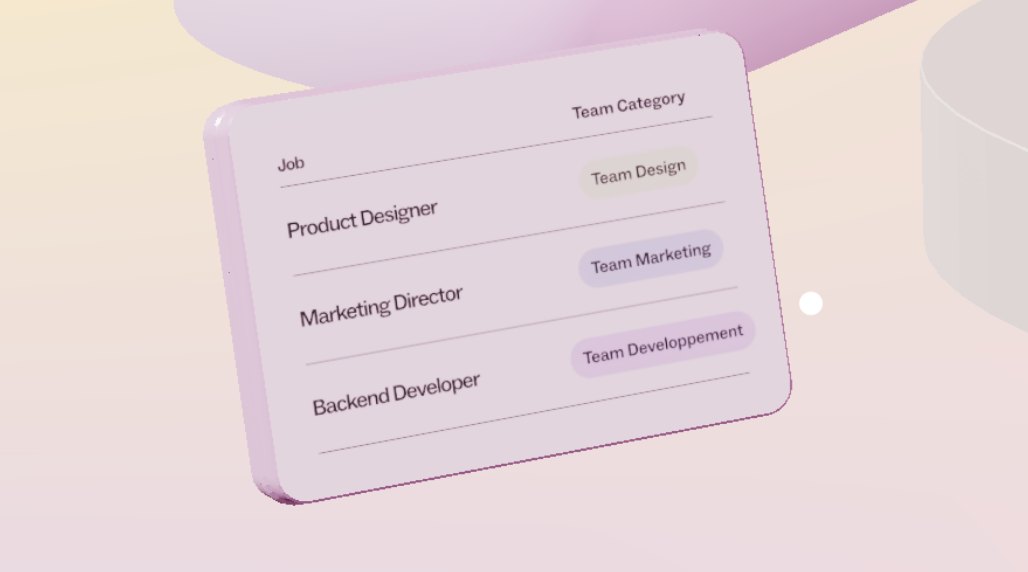 Job Team Category
Product Designer Team Design
Marketing Director Team Marketing
Backend Developer Team Developpement